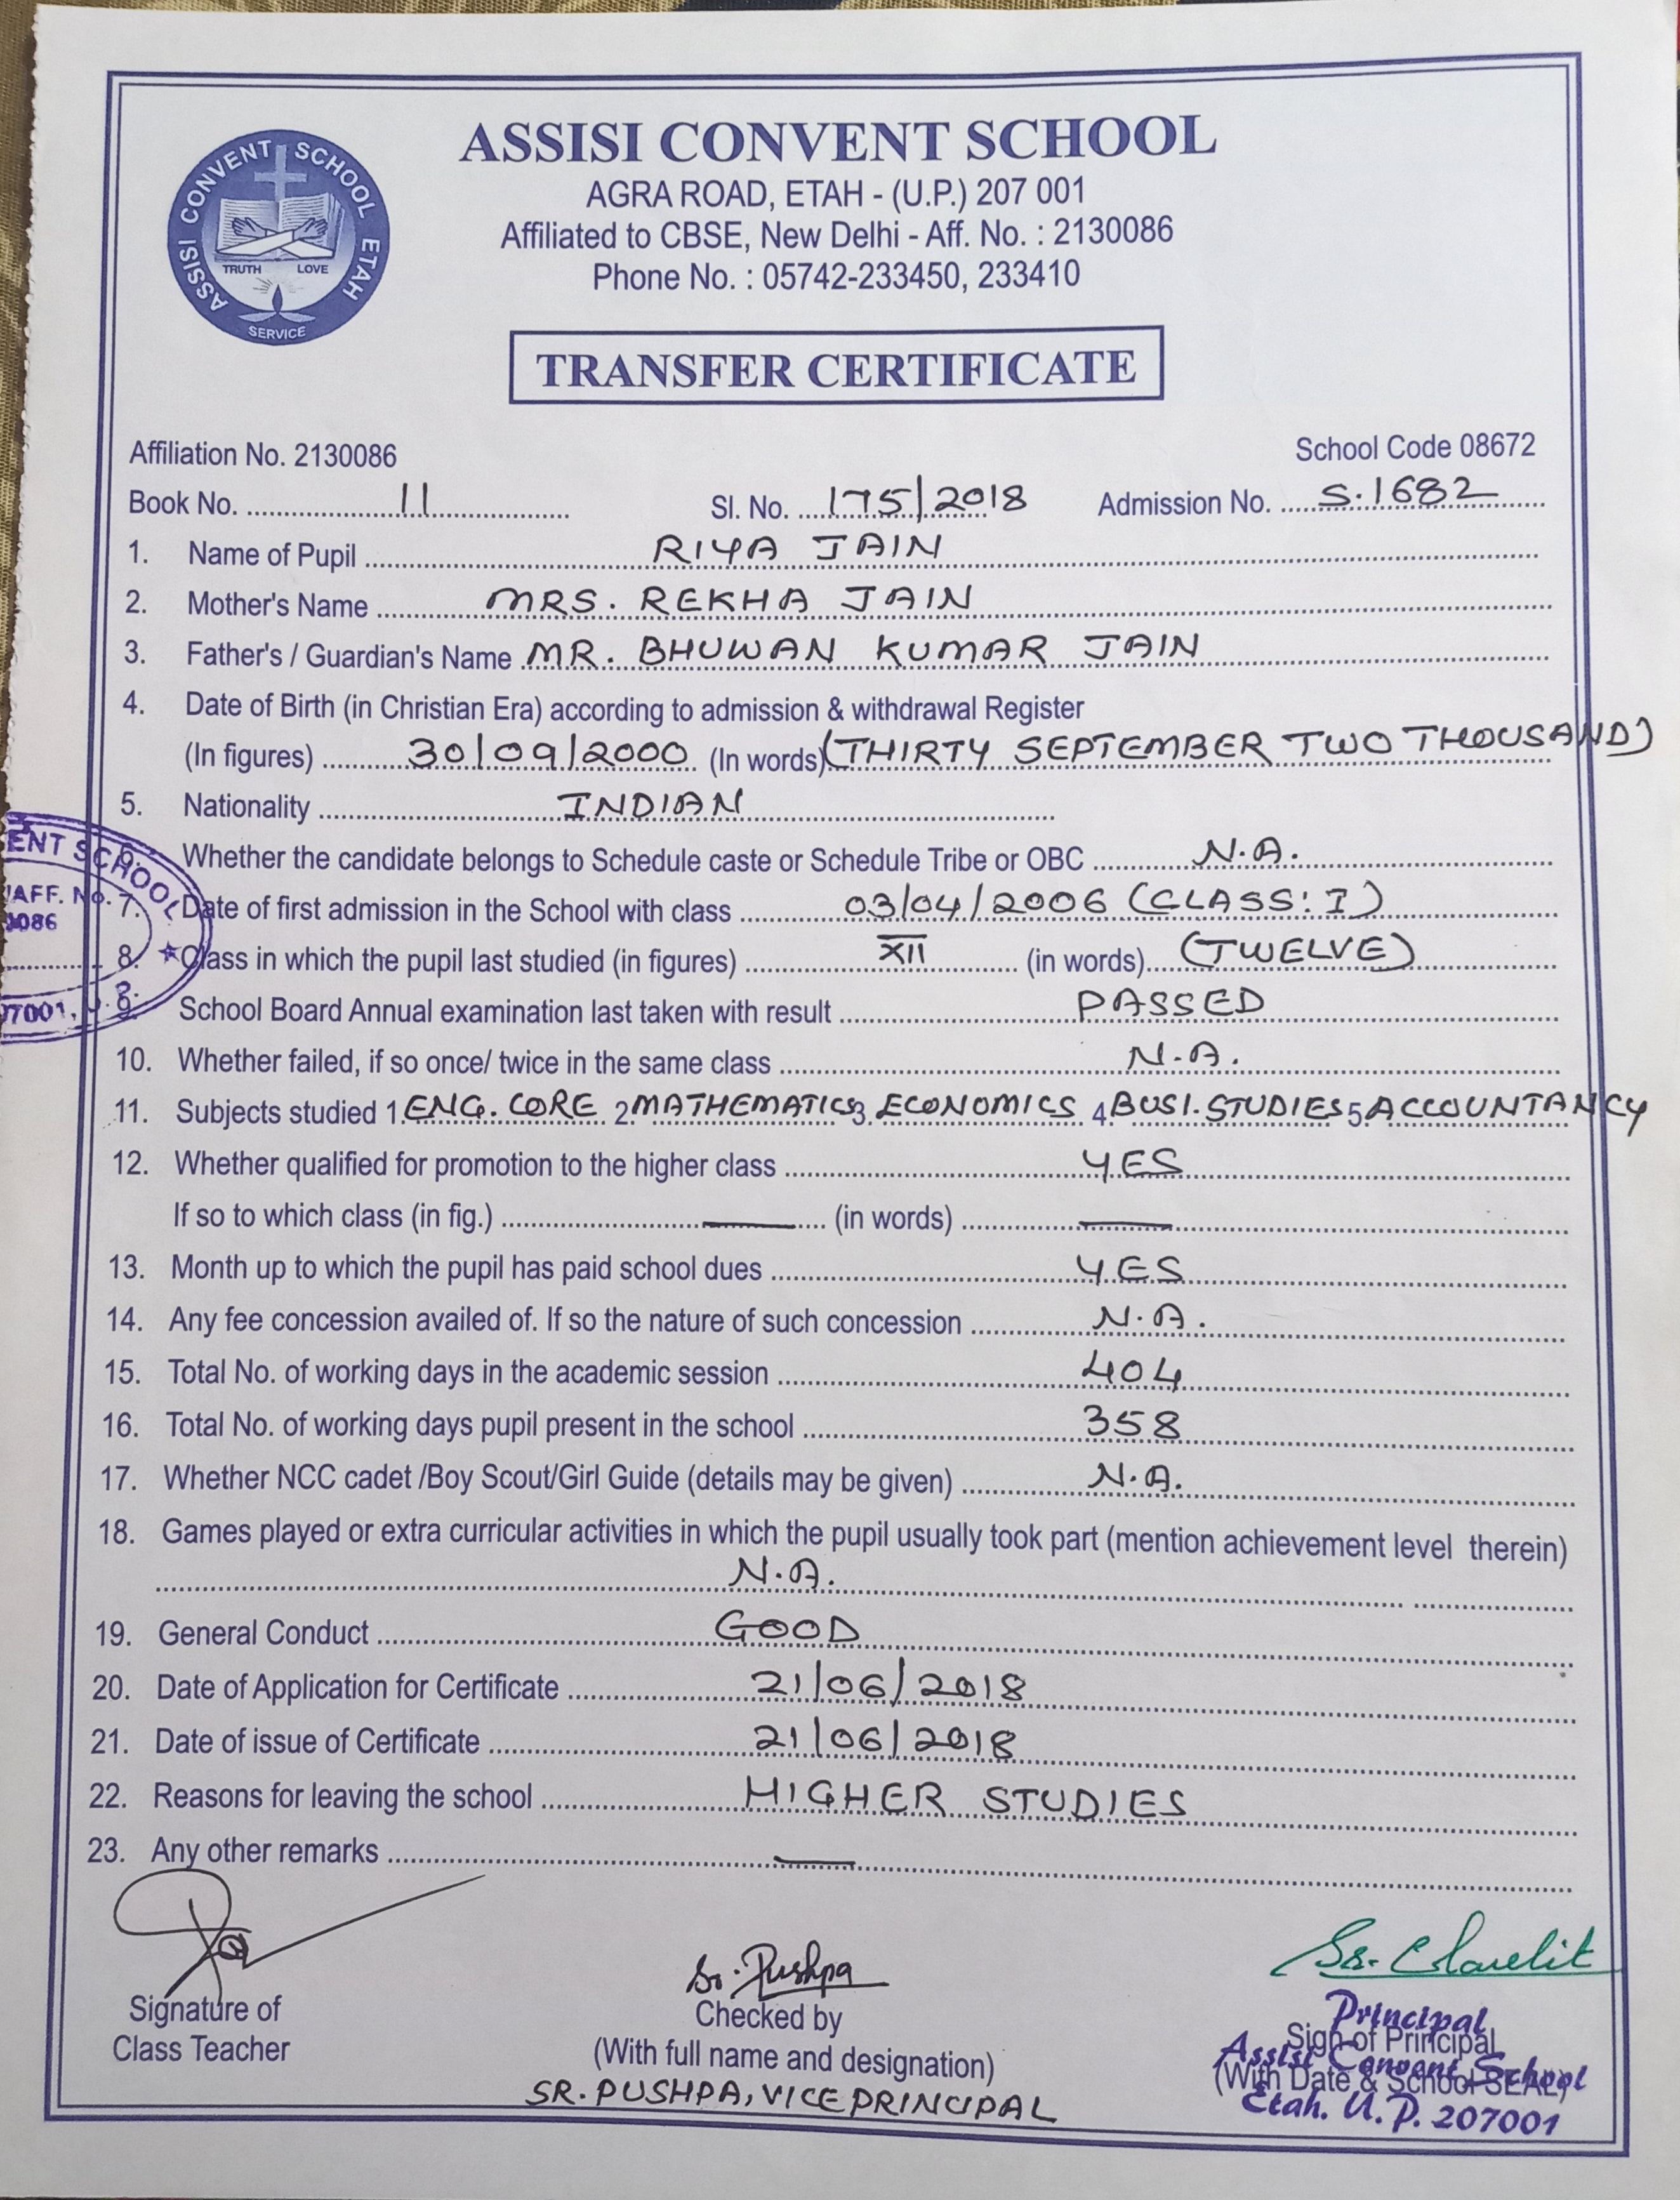 ASSISI CONVENT SCHOOL ETAH
TRUTH LOVE
SERVICE
ASSISI CONVENT SCHOOL
AGRA ROAD, ETAH - (U.P.) 207 001
Affiliated to CBSE, New Delhi - Aff. No. : 2130086
Phone No. : 05742-233450, 233410
TRANSFER CERTIFICATE
Affiliation No. 2130086 School Code 08672
Book No. 11 Sl. No. 175/2018 Admission No. S.1682
1. Name of Pupil RIYA JAIN
2. Mother's Name MRS. REKHA JAIN
3. Father's / Guardian's Name MR. BHUWAN KUMAR JAIN
4. Date of Birth (in Christian Era) according to admission & withdrawal Register
(In figures) 30/09/2000 (In words) (THIRTY SEPTEMBER TWO THOUSAND)
5. Nationality INDIAN
ENT SCHOOL
6. Whether the candidate belongs to Schedule caste or Schedule Tribe or OBC N.A.
AFF. No.
7. Date of first admission in the School with class 03/04/2006 (CLASS: I)
0086
8. Class in which the pupil last studied (in figures) XII (in words) (TWELVE)
07001, U.P.
9. School Board Annual examination last taken with result PASSED
10. Whether failed, if so once/ twice in the same class N.A.
11. Subjects studied 1. ENG. CORE 2. MATHEMATICS 3. ECONOMICS 4. BUSI. STUDIES 5. ACCOUNTANCY
12. Whether qualified for promotion to the higher class YES
If so to which class (in fig.) — (in words) —
13. Month up to which the pupil has paid school dues YES
14. Any fee concession availed of. If so the nature of such concession N.A.
15. Total No. of working days in the academic session 404
16. Total No. of working days pupil present in the school 358
17. Whether NCC cadet /Boy Scout/Girl Guide (details may be given) N.A.
18. Games played or extra curricular activities in which the pupil usually took part (mention achievement level therein)
N.A.
19. General Conduct GOOD
20. Date of Application for Certificate 21/06/2018
21. Date of issue of Certificate 21/06/2018
22. Reasons for leaving the school HIGHER STUDIES
23. Any other remarks —
Sr. Pushpa
Signature of
Class Teacher
Checked by
(With full name and designation)
SR. PUSHPA, VICE PRINCIPAL
Sr.
Principal
Sign of Principal
Assisi Convent School
(With Date & School SEAL)
Etah. U.P. 207001